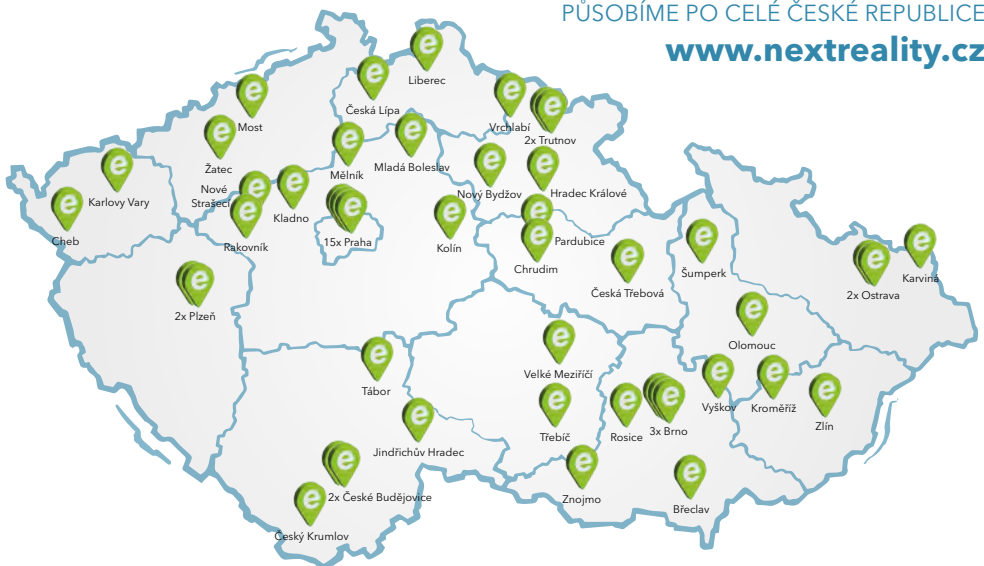 PŮSOBÍME PO CELÉ ČESKÉ REPUBLICE
www.nextreality.cz
Liberec
Česká Lípa
Most
Vrchlabí
2x Trutnov
Žatec
Mělník
Mladá Boleslav
Karlovy Vary
Nové
Strašecí
Kladno
Nový Bydžov
Hradec Králové
Cheb
Rakovník
15x Praha
Kolín
Pardubice
Chrudim
Česká Třebová
Šumperk
2x Ostrava
Karviná
2x Plzeň
Olomouc
Velké Meziříčí
Tábor
Třebíč
Rosice
3x Brno
Vyškov
Kroměříž
Zlín
Jindřichův Hradec
2x České Budějovice
Znojmo
Břeclav
Český Krumlov